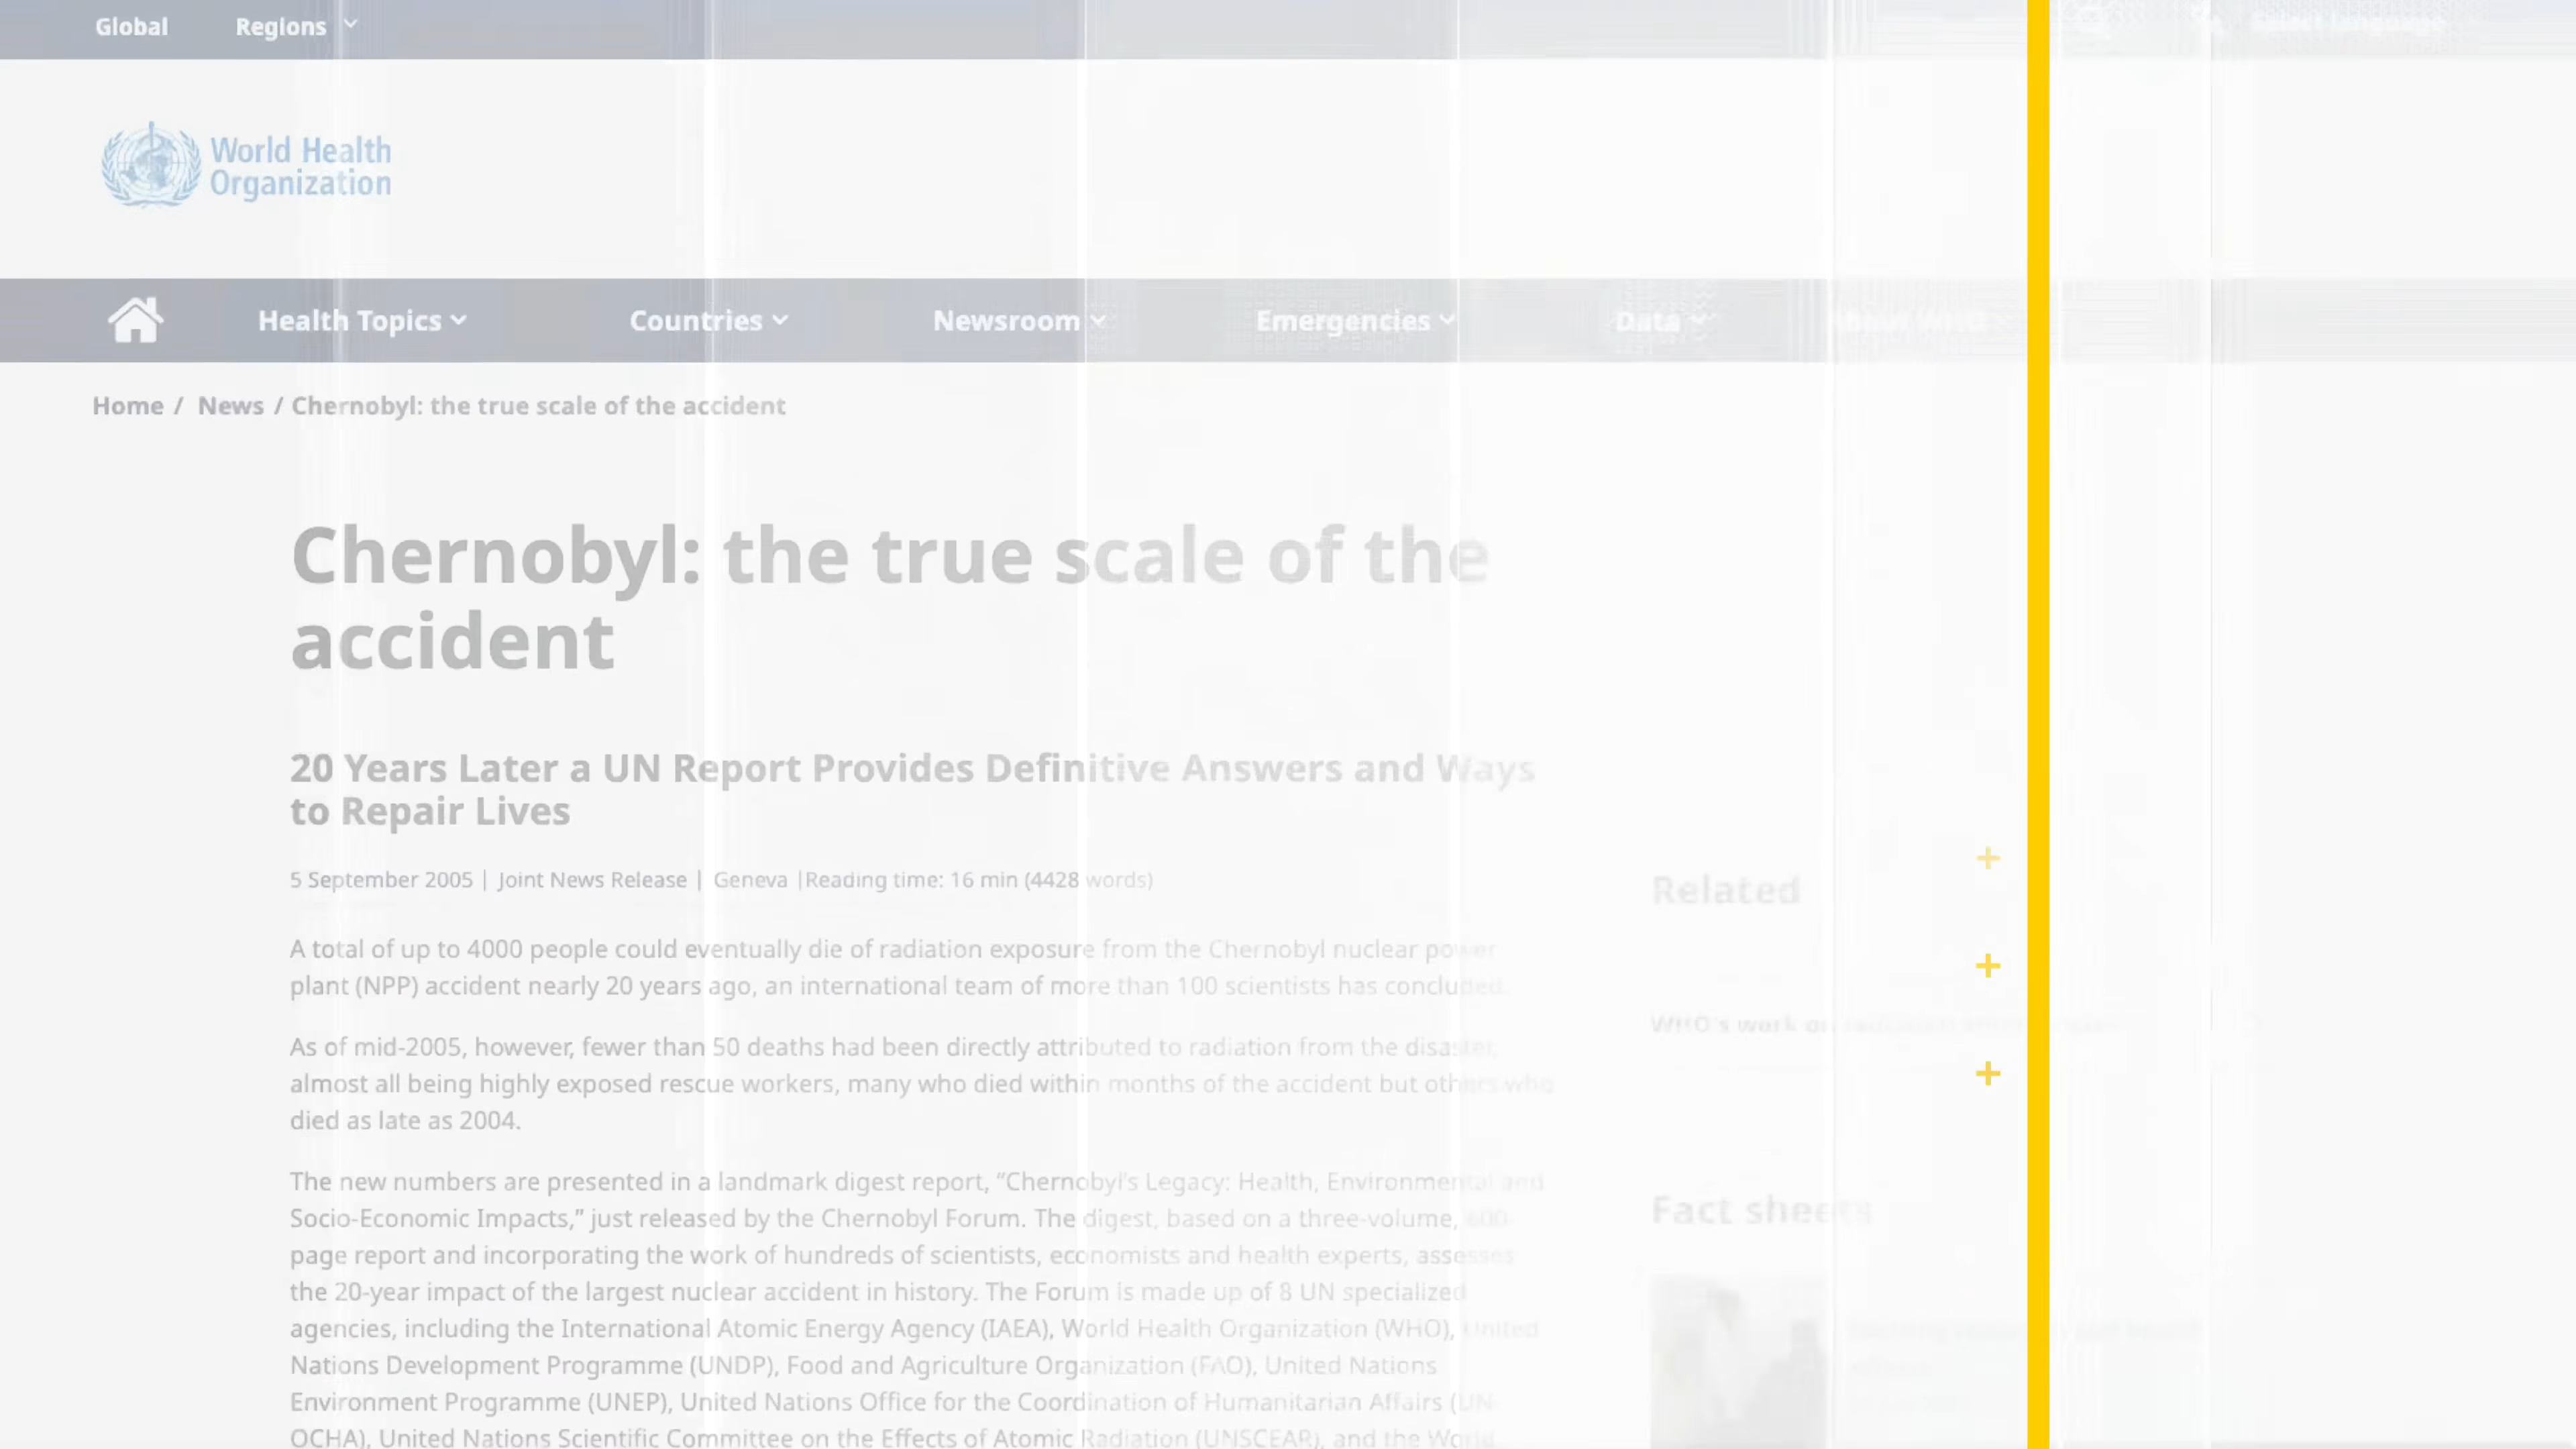 Global Regions
World Health
Organization
Health Topics Countries Newsroom Emergencies Data
Home / News / Chernobyl: the true scale of the accident
Chernobyl: the true scale of the
accident
20 Years Later a UN Report Provides Definitive Answers and Ways
to Repair Lives
5 September 2005 | Joint News Release | Geneva |Reading time: 16 min (4428 words)
Related
A total of up to 4000 people could eventually die of radiation exposure from the Chernobyl nuclear power
plant (NPP) accident nearly 20 years ago, an international team of more than 100 scientists has concluded.
WHO's work on
As of mid-2005, however, fewer than 50 deaths had been directly attributed to radiation from the disaster,
almost all being highly exposed rescue workers, many who died within months of the accident but others who
died as late as 2004.
The new numbers are presented in a landmark digest report, “Chernobyl’s Legacy: Health, Environmental and
Socio-Economic Impacts,” just released by the Chernobyl Forum. The digest, based on a three-volume, 600-
page report and incorporating the work of hundreds of scientists, economists and health experts, assesses
the 20-year impact of the largest nuclear accident in history. The Forum is made up of 8 UN specialized
agencies, including the International Atomic Energy Agency (IAEA), World Health Organization (WHO), United
Nations Development Programme (UNDP), Food and Agriculture Organization (FAO), United Nations
Environment Programme (UNEP), United Nations Office for the Coordination of Humanitarian Affairs (UN-
OCHA), United Nations Scientific Committee on the Effects of Atomic Radiation (UNSCEAR), and the World
Fact sheets
+
+
+